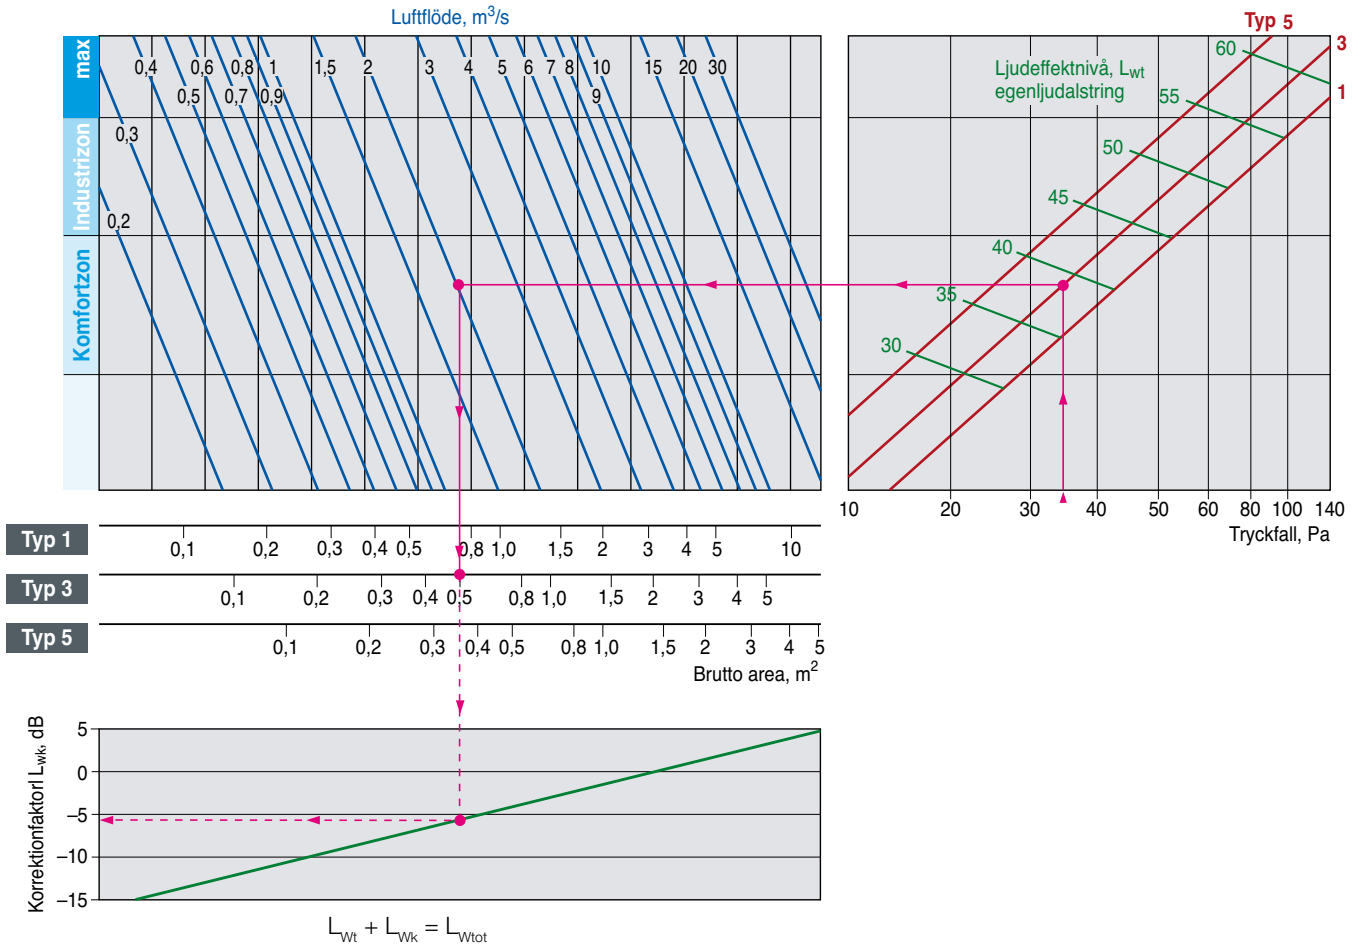 Luftflöde, m3/s
Typ 5
max
Industrizon
Komfortzon
0,4 0,6 0,8 1 1,5 2 3 4 5 6 7 8 10 15 20 30
0,5 0,7 0,9 9
0,3
0,2
60
3
Ljudeffektnivå, Lwt
egenljudalstring
55
1
50
45
40
35
30
10 20 30 40 50 60 80 100 140
Tryckfall, Pa
Typ 1
0,1 0,2 0,3 0,4 0,5 0,8 1,0 1,5 2 3 4 5 10
Typ 3
0,1 0,2 0,3 0,4 0,5 0,8 1,0 1,5 2 3 4 5
Typ 5
0,1 0,2 0,3 0,4 0,5 0,8 1,0 1,5 2 3 4 5
Brutto area, m2
Korrektionfaktorl Lwk, dB
5
0
–5
–10
–15
LWt + LWk = LWtot